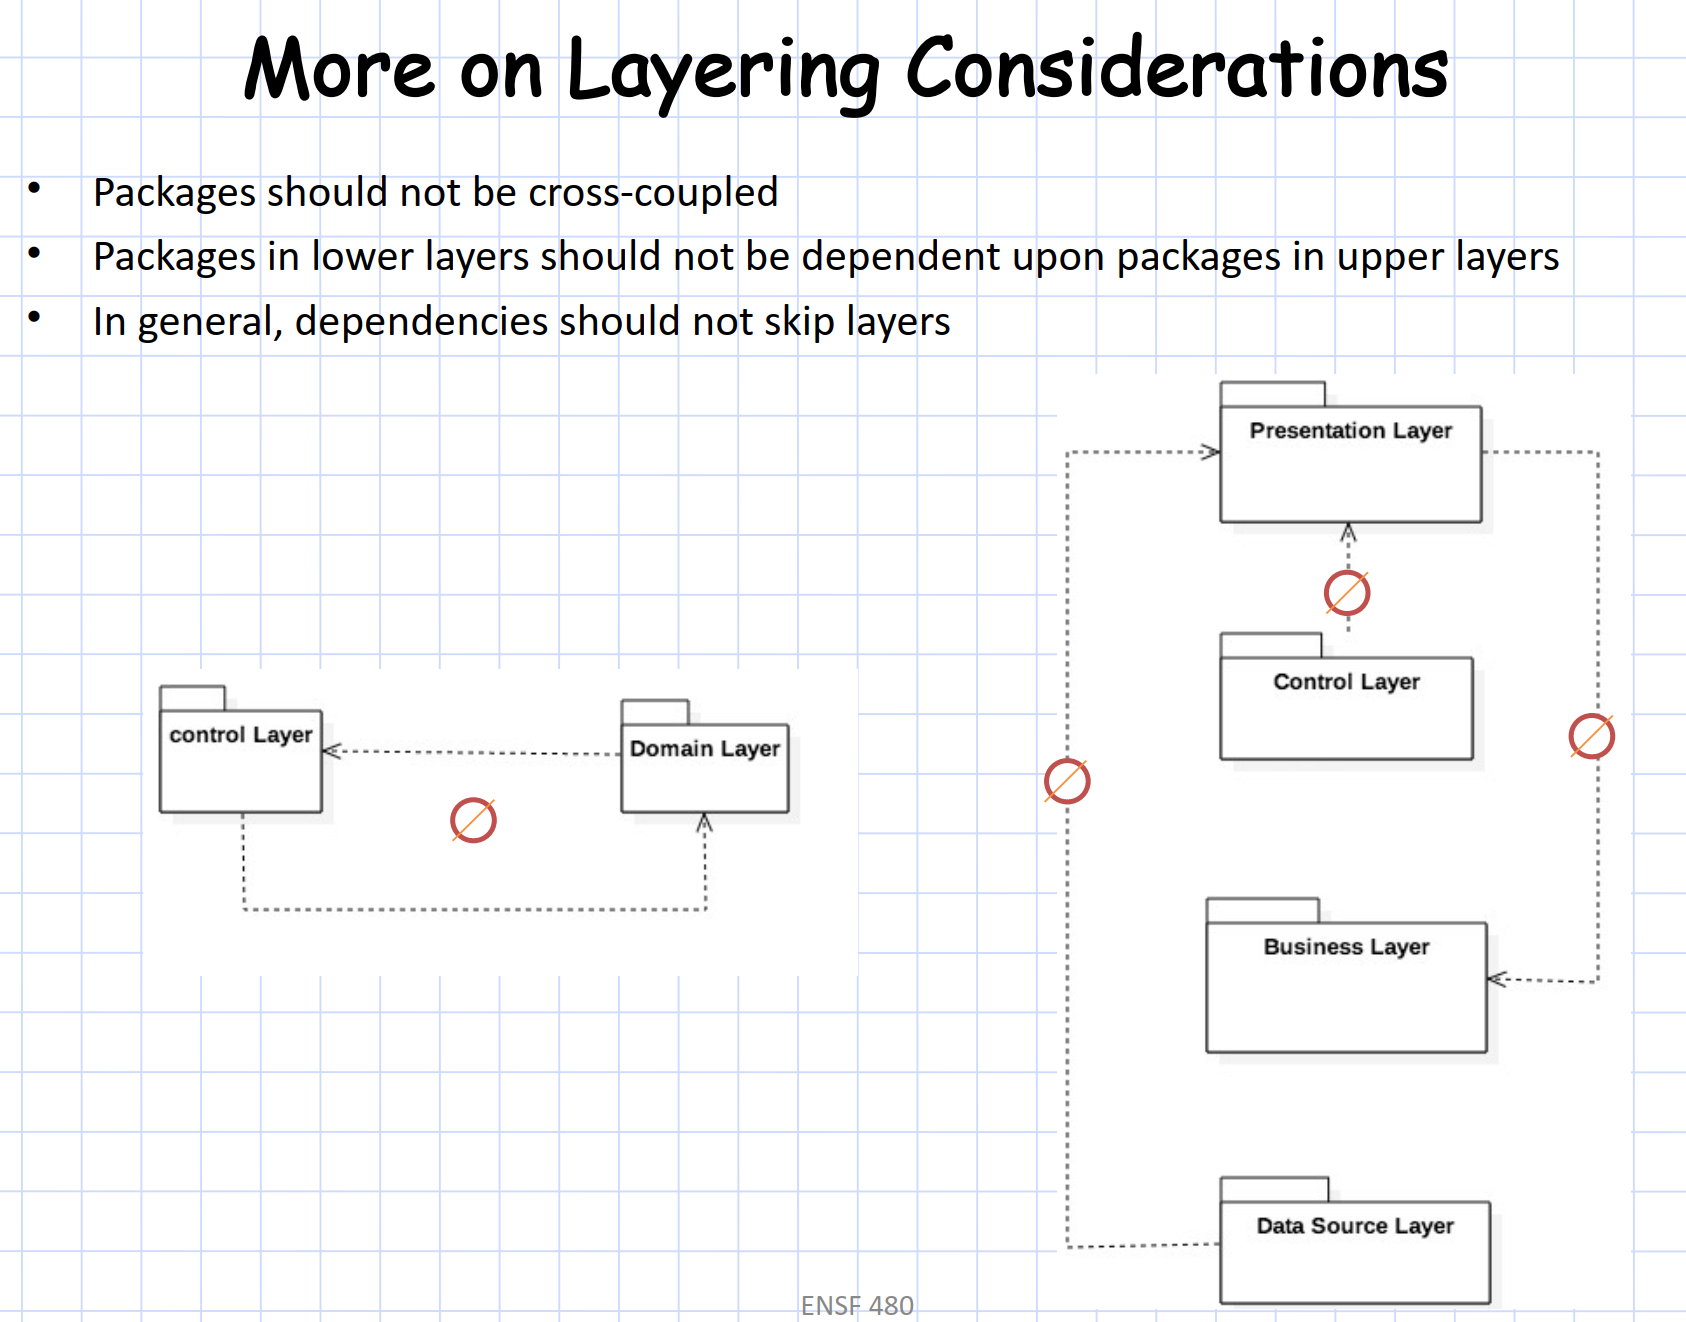 More on Layering Considerations
• Packages should not be cross-coupled
• Packages in lower layers should not be dependent upon packages in upper layers
• In general, dependencies should not skip layers
control Layer
Domain Layer
Presentation Layer
Control Layer
Business Layer
Data Source Layer
ENSF 480